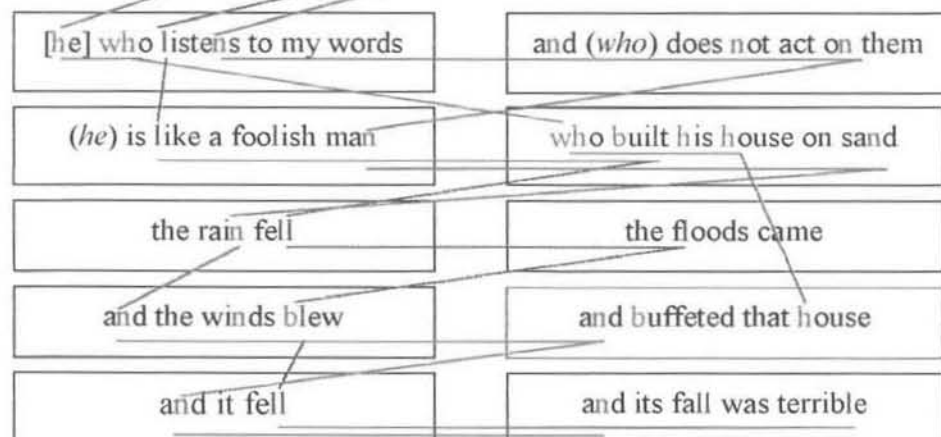 [he] who listens to my words and (who) does not act on them
(he) is like a foolish man who built his house on sand
the rain fell the floods came
and the winds blew and buffeted that house
and it fell and its fall was terrible